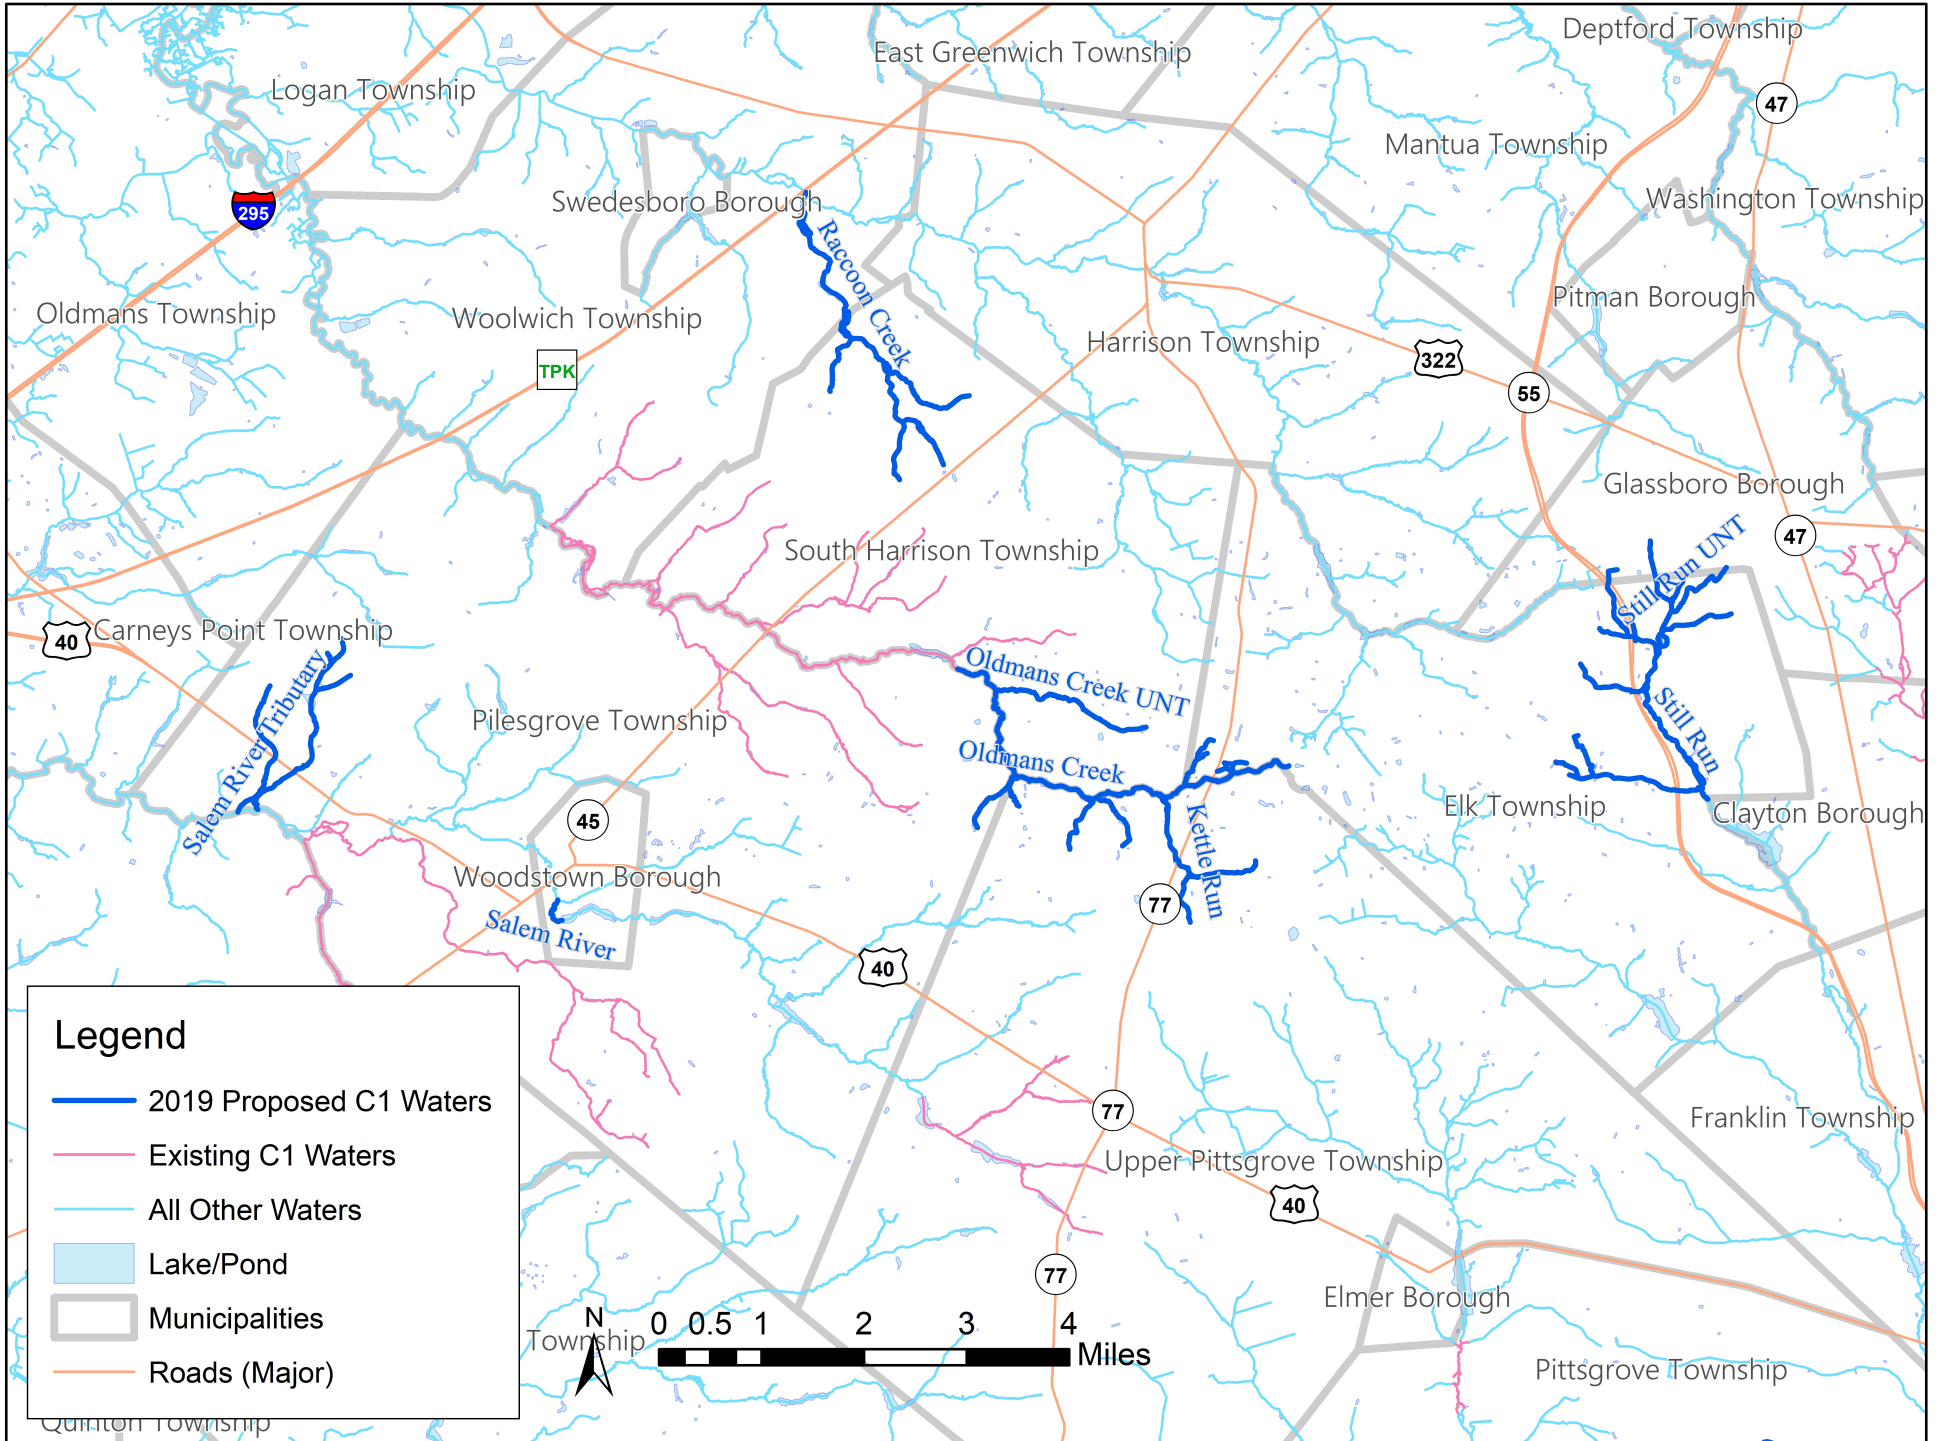 Deptford Township
East Greenwich Township
Logan Township
47
Mantua Township
Washington Township
Swedesboro Borough
295
Raccoon Creek
Pitman Borough
Oldmans Township
Woolwich Township
Harrison Township
322
TPK
55
Glassboro Borough
47
South Harrison Township
Still Run UNT
Carneys Point Township
40
Oldmans Creek UNT
Salem River Tributary
Pilesgrove Township
Still Run
Oldmans Creek
Elk Township
Clayton Borough
45
Kettle Run
Woodstown Borough
77
Salem River
40
Legend
2019 Proposed C1 Waters
Existing C1 Waters
All Other Waters
Lake/Pond
Municipalities
Roads (Major)
77
Franklin Township
Upper Pittsgrove Township
40
77
Elmer Borough
N
0 0.5 1 2 3 4
Miles
Township
Pittsgrove Township
Quinton Township